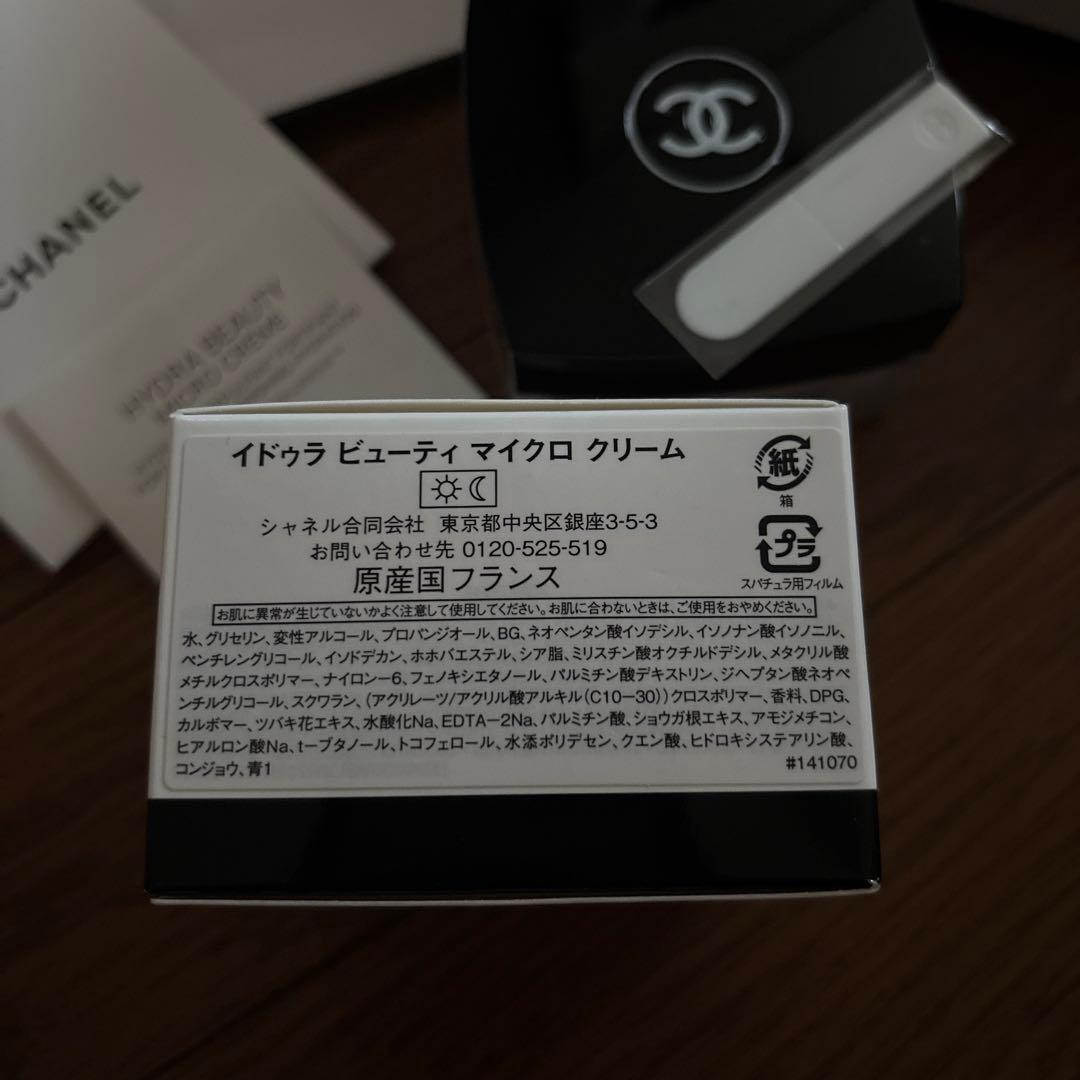 CHANEL
HYDRA BEAUTY
MICRO CRÈME
イドゥラ ビューティ マイクロ クリーム
シャネル合同会社 東京都中央区銀座3-5-3
お問い合わせ先 0120-525-519
原産国フランス
紙
箱
プラ
スパチュラ用フィルム
お肌に異常が生じていないかよく注意して使用してください。お肌に合わないときは、ご使用をおやめください。
水、グリセリン、変性アルコール、プロパンジオール、BG、ネオペンタン酸イソデシル、イソノナン酸イソノニル、
ペンチレングリコール、イソドデカン、ホホバエステル、シア脂、ミリスチン酸オクチルドデシル、メタクリル酸
メチルクロスポリマー、ナイロン－6、フェノキシエタノール、パルミチン酸デキストリン、ジヘプタン酸ネオペ
ンチルグリコール、スクワラン、（アクリレーツ/アクリル酸アルキル（C10－30））クロスポリマー、香料、DPG、
カルボマー、ツバキ花エキス、水酸化Na、EDTA－2Na、パルミチン酸、ショウガ根エキス、アモジメチコン、
ヒアルロン酸Na、t－ブタノール、トコフェロール、水添ポリデセン、クエン酸、ヒドロキシステアリン酸、
コンジョウ、青1
#141070